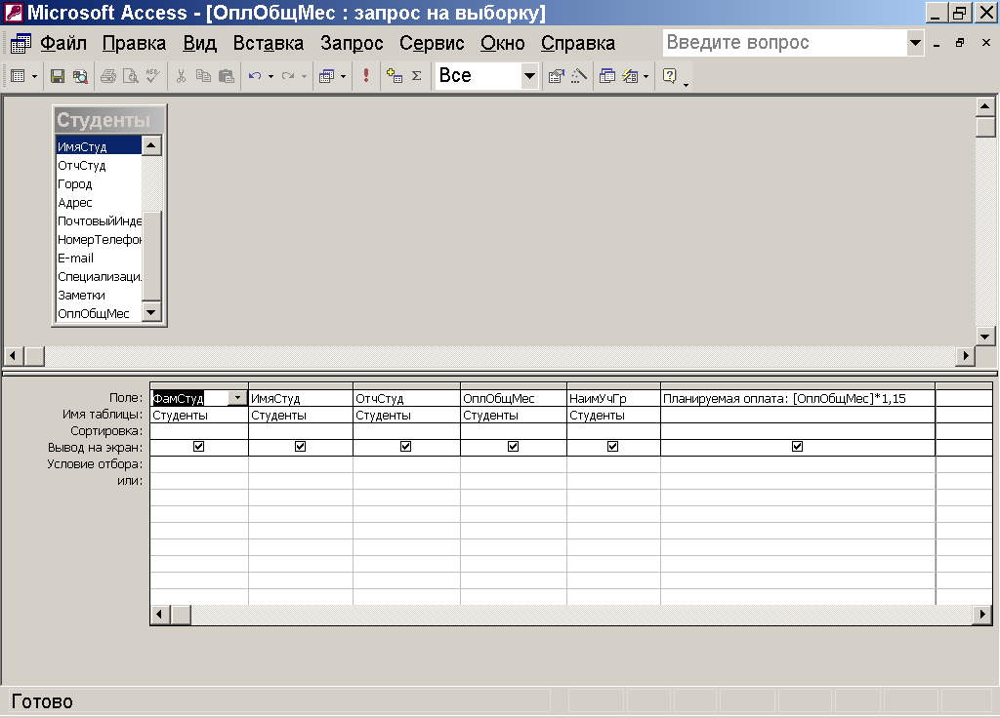 Microsoft Access - [ОплОбщМес : запрос на выборку]
Файл Правка Вид Вставка Запрос Сервис Окно Справка Введите вопрос
Все
Студенты
ИмяСтуд
ОтчСтуд
Город
Адрес
ПочтовыйИнде
НомерТелефон
E-mail
Специализаци
Заметки
ОплОбщМес
Поле: ФамСтуд ИмяСтуд ОтчСтуд ОплОбщМес НаимУчГр Планируемая оплата: [ОплОбщМес]*1,15
Имя таблицы: Студенты Студенты Студенты Студенты Студенты
Сортировка:
Вывод на экран:
Условие отбора:
или:
Готово